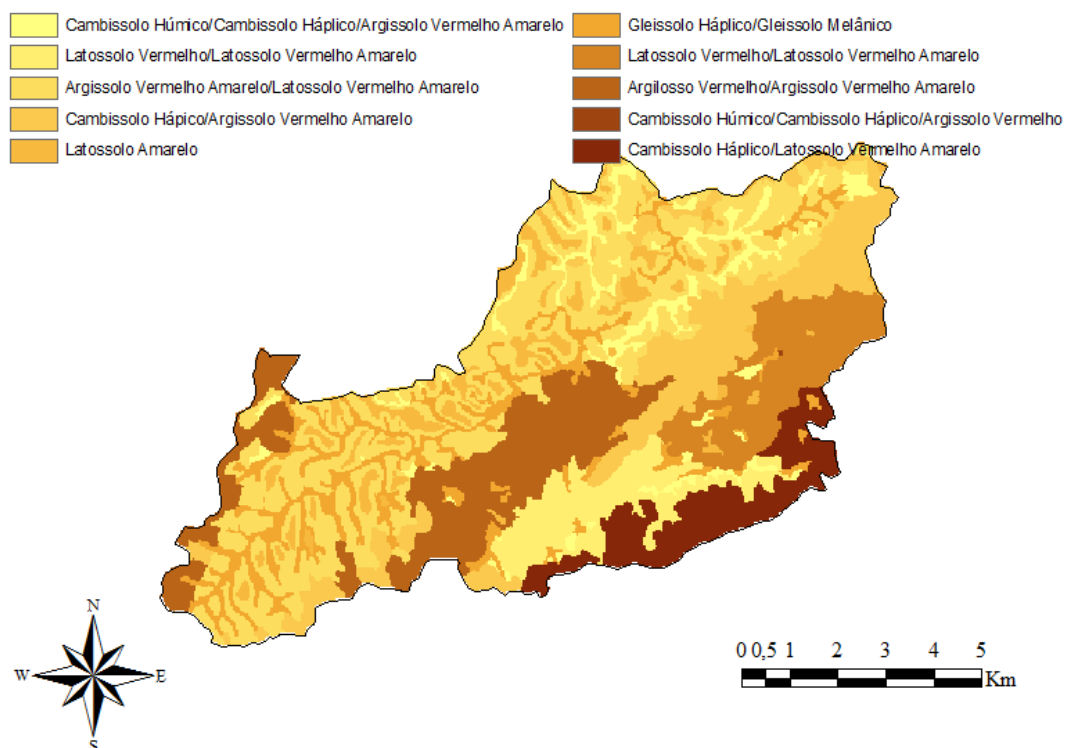 Cambissolo Húmico/Cambissolo Háplico/Argissolo Vermelho Amarelo
Latossolo Vermelho/Latossolo Vermelho Amarelo
Argissolo Vermelho Amarelo/Latossolo Vermelho Amarelo
Cambissolo Hápico/Argissolo Vermelho Amarelo
Latossolo Amarelo
Gleissolo Háplico/Gleissolo Melânico
Latossolo Vermelho/Latossolo Vermelho Amarelo
Argilosso Vermelho/Argissolo Vermelho Amarelo
Cambissolo Húmico/Cambissolo Háplico/Argissolo Vermelho
Cambissolo Háplico/Latossolo Vermelho Amarelo
N
W E
S
0 0,5 1 2 3 4 5
Km